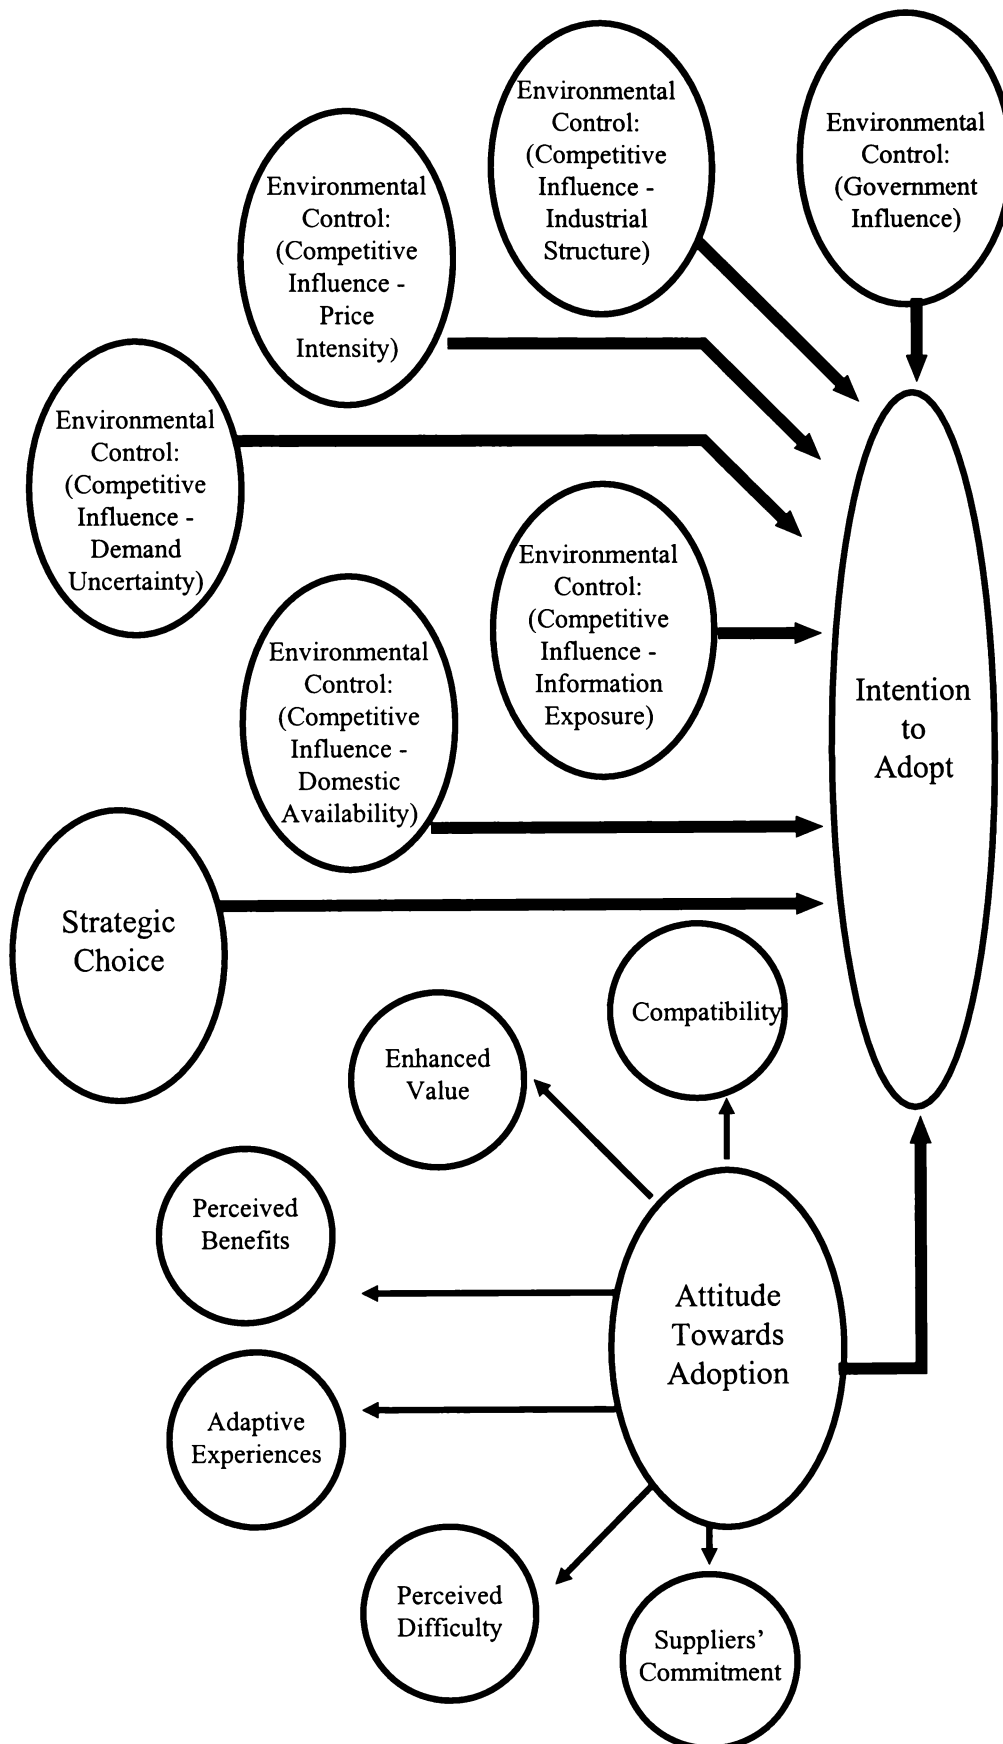 Environmental
Control:
(Competitive
Influence -
Industrial
Structure)
Environmental
Control:
(Government
Influence)
Environmental
Control:
(Competitive
Influence -
Price
Intensity)
Environmental
Control:
(Competitive
Influence -
Demand
Uncertainty)
Environmental
Control:
(Competitive
Influence -
Information
Exposure)
Environmental
Control:
(Competitive
Influence -
Domestic
Availability)
Intention
to
Adopt
Strategic
Choice
Compatibility
Enhanced
Value
Perceived
Benefits
Attitude
Towards
Adoption
Adaptive
Experiences
Perceived
Difficulty
Suppliers’
Commitment